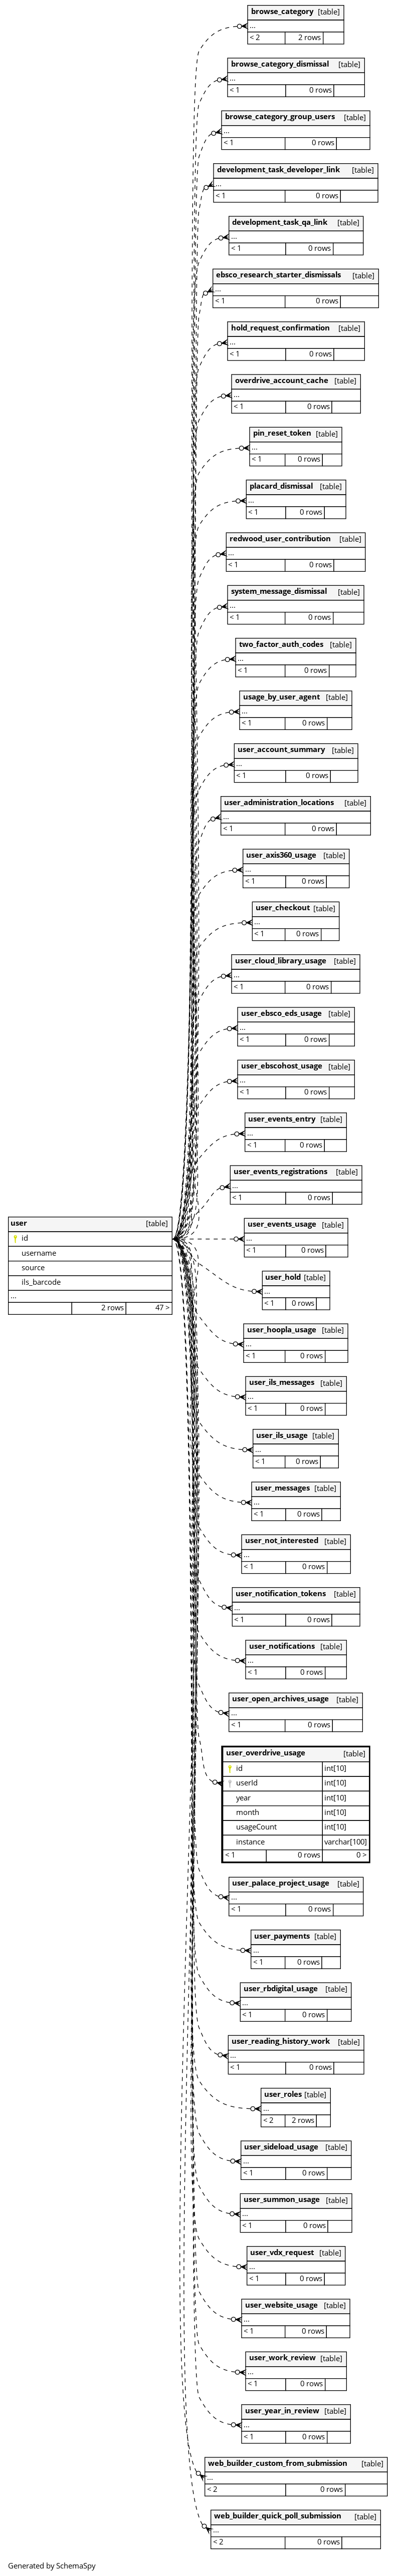 browse_category [table]
...
< 2 2 rows
browse_category_dismissal [table]
...
< 1 0 rows
browse_category_group_users [table]
...
< 1 0 rows
development_task_developer_link [table]
...
< 1 0 rows
development_task_qa_link [table]
...
< 1 0 rows
ebsco_research_starter_dismissals [table]
...
< 1 0 rows
hold_request_confirmation [table]
...
< 1 0 rows
overdrive_account_cache [table]
...
< 1 0 rows
pin_reset_token [table]
...
< 1 0 rows
placard_dismissal [table]
...
< 1 0 rows
redwood_user_contribution [table]
...
< 1 0 rows
system_message_dismissal [table]
...
< 1 0 rows
two_factor_auth_codes [table]
...
< 1 0 rows
usage_by_user_agent [table]
...
< 1 0 rows
user_account_summary [table]
...
< 1 0 rows
user_administration_locations [table]
...
< 1 0 rows
user_axis360_usage [table]
...
< 1 0 rows
user_checkout [table]
...
< 1 0 rows
user_cloud_library_usage [table]
...
< 1 0 rows
user_ebsco_eds_usage [table]
...
< 1 0 rows
user_ebscohost_usage [table]
...
< 1 0 rows
user_events_entry [table]
...
< 1 0 rows
user_events_registrations [table]
...
< 1 0 rows
user [table]
id
username
source
ils_barcode
...
2 rows 47 >
user_events_usage [table]
...
< 1 0 rows
user_hold [table]
...
< 1 0 rows
user_hoopla_usage [table]
...
< 1 0 rows
user_ils_messages [table]
...
< 1 0 rows
user_ils_usage [table]
...
< 1 0 rows
user_messages [table]
...
< 1 0 rows
user_not_interested [table]
...
< 1 0 rows
user_notification_tokens [table]
...
< 1 0 rows
user_notifications [table]
...
< 1 0 rows
user_open_archives_usage [table]
...
< 1 0 rows
user_overdrive_usage [table]
id int[10]
userId int[10]
year int[10]
month int[10]
usageCount int[10]
instance varchar[100]
< 1 0 rows 0 >
user_palace_project_usage [table]
...
< 1 0 rows
user_payments [table]
...
< 1 0 rows
user_rbdigital_usage [table]
...
< 1 0 rows
user_reading_history_work [table]
...
< 1 0 rows
user_roles [table]
...
< 2 2 rows
user_sideload_usage [table]
...
< 1 0 rows
user_summon_usage [table]
...
< 1 0 rows
user_vdx_request [table]
...
< 1 0 rows
user_website_usage [table]
...
< 1 0 rows
user_work_review [table]
...
< 1 0 rows
user_year_in_review [table]
...
< 1 0 rows
web_builder_custom_from_submission [table]
...
< 2 0 rows
web_builder_quick_poll_submission [table]
...
< 2 0 rows
Generated by SchemaSpy